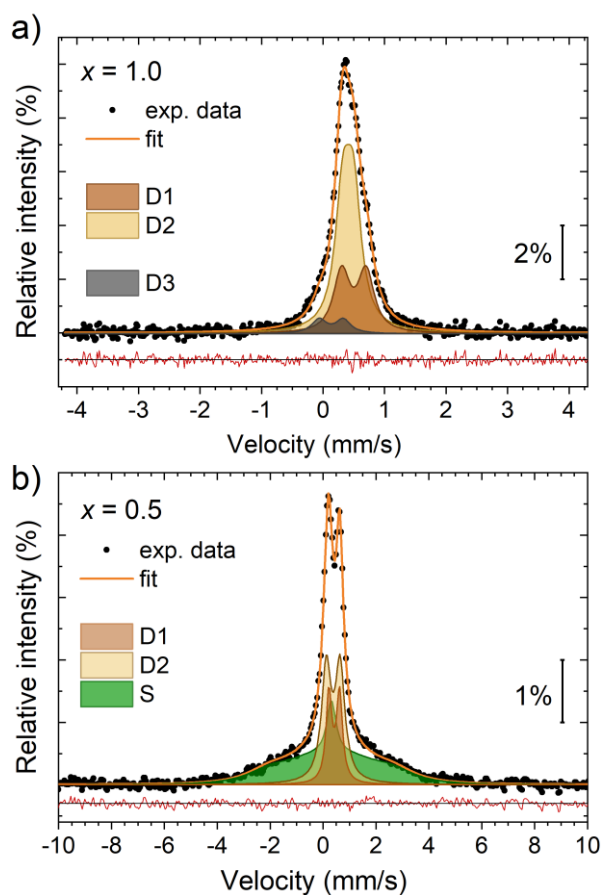 a)
x = 1.0
exp. data
fit
D1
D2
D3
2%
Relative intensity (%)
-4 -3 -2 -1 0 1 2 3 4
Velocity (mm/s)
b)
x = 0.5
exp. data
fit
D1
D2
S
1%
Relative intensity (%)
-10 -8 -6 -4 -2 0 2 4 6 8 10
Velocity (mm/s)